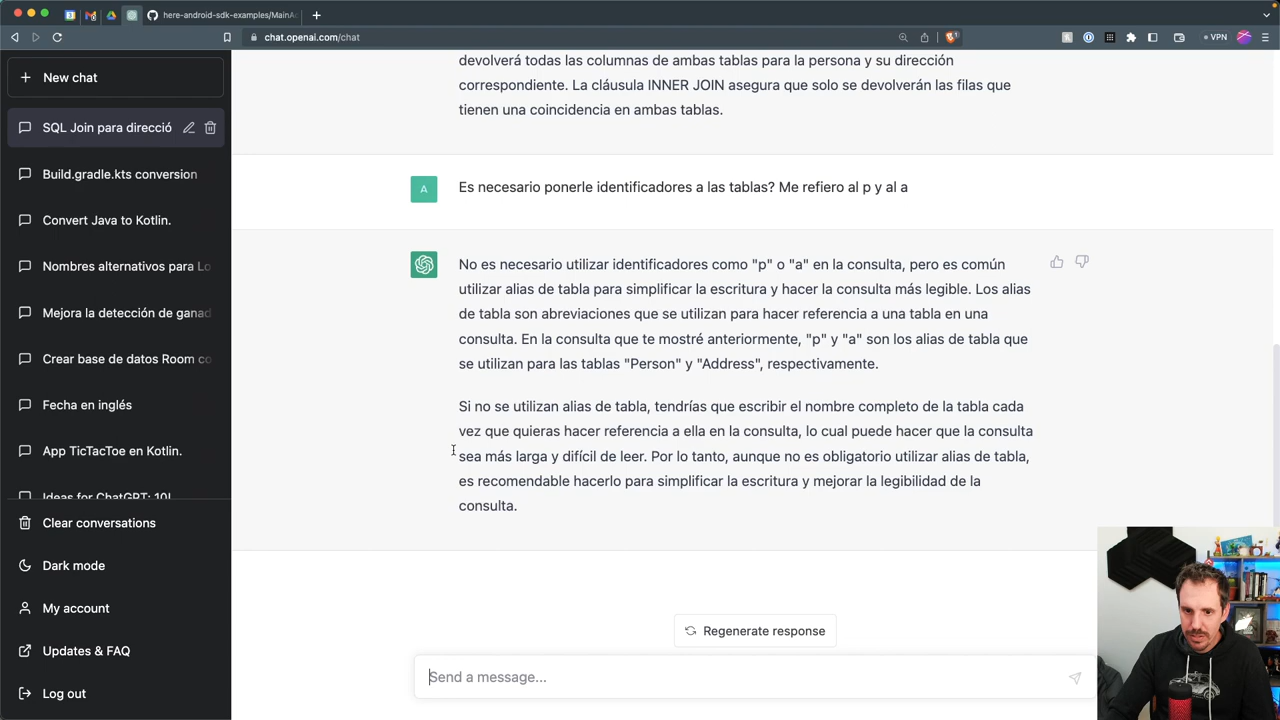 here-android-sdk-examples/MainA
chat.openai.com/chat
VPN
New chat
SQL Join para direcció
Build.gradle.kts conversion
Convert Java to Kotlin.
Nombres alternativos para Lo
Mejora la detección de ganad
Crear base de datos Room co
Fecha en inglés
App TicTacToe en Kotlin.
Ideas for ChatGPT: 10!
Clear conversations
Dark mode
My account
Updates & FAQ
Log out
devolverá todas las columnas de ambas tablas para la persona y su dirección
correspondiente. La cláusula INNER JOIN asegura que solo se devolverán las filas que
tienen una coincidencia en ambas tablas.
A
Es necesario ponerle identificadores a las tablas? Me refiero al p y al a
No es necesario utilizar identificadores como "p" o "a" en la consulta, pero es común
utilizar alias de tabla para simplificar la escritura y hacer la consulta más legible. Los alias
de tabla son abreviaciones que se utilizan para hacer referencia a una tabla en una
consulta. En la consulta que te mostré anteriormente, "p" y "a" son los alias de tabla que
se utilizan para las tablas "Person" y "Address", respectivamente.
Si no se utilizan alias de tabla, tendrías que escribir el nombre completo de la tabla cada
vez que quieras hacer referencia a ella en la consulta, lo cual puede hacer que la consulta
sea más larga y difícil de leer. Por lo tanto, aunque no es obligatorio utilizar alias de tabla,
es recomendable hacerlo para simplificar la escritura y mejorar la legibilidad de la
consulta.
Regenerate response
Send a message...